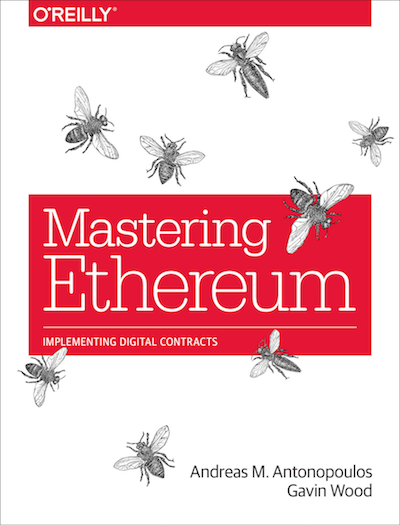 O'REILLY®
Mastering
Ethereum
IMPLEMENTING DIGITAL CONTRACTS
Andreas M. Antonopoulos
Gavin Wood